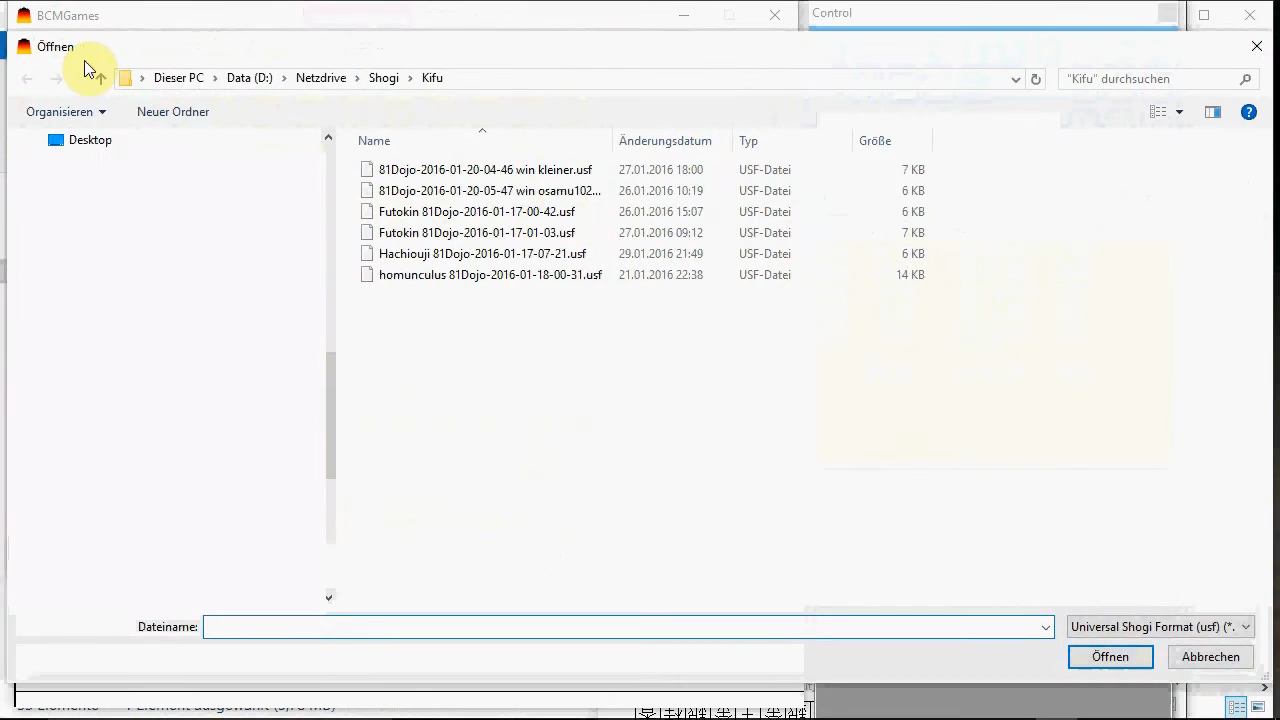 BCMGames
Control
Öffnen
Dieser PC > Data (D:) > Netzdrive > Shogi > Kifu
"Kifu" durchsuchen
Organisieren
Neuer Ordner
Desktop
Name Änderungsdatum Typ Größe
81Dojo-2016-01-20-04-46 win kleiner.usf 27.01.2016 18:00 USF-Datei 7 KB
81Dojo-2016-01-20-05-47 win osamu102... 26.01.2016 10:19 USF-Datei 6 KB
Futokin 81Dojo-2016-01-17-00-42.usf 26.01.2016 15:07 USF-Datei 6 KB
Futokin 81Dojo-2016-01-17-01-03.usf 27.01.2016 09:12 USF-Datei 7 KB
Hachiouji 81Dojo-2016-01-17-07-21.usf 29.01.2016 21:49 USF-Datei 6 KB
homunculus 81Dojo-2016-01-18-00-31.usf 21.01.2016 22:38 USF-Datei 14 KB
Dateiname:
Universal Shogi Format (usf) (*.
Öffnen
Abbrechen